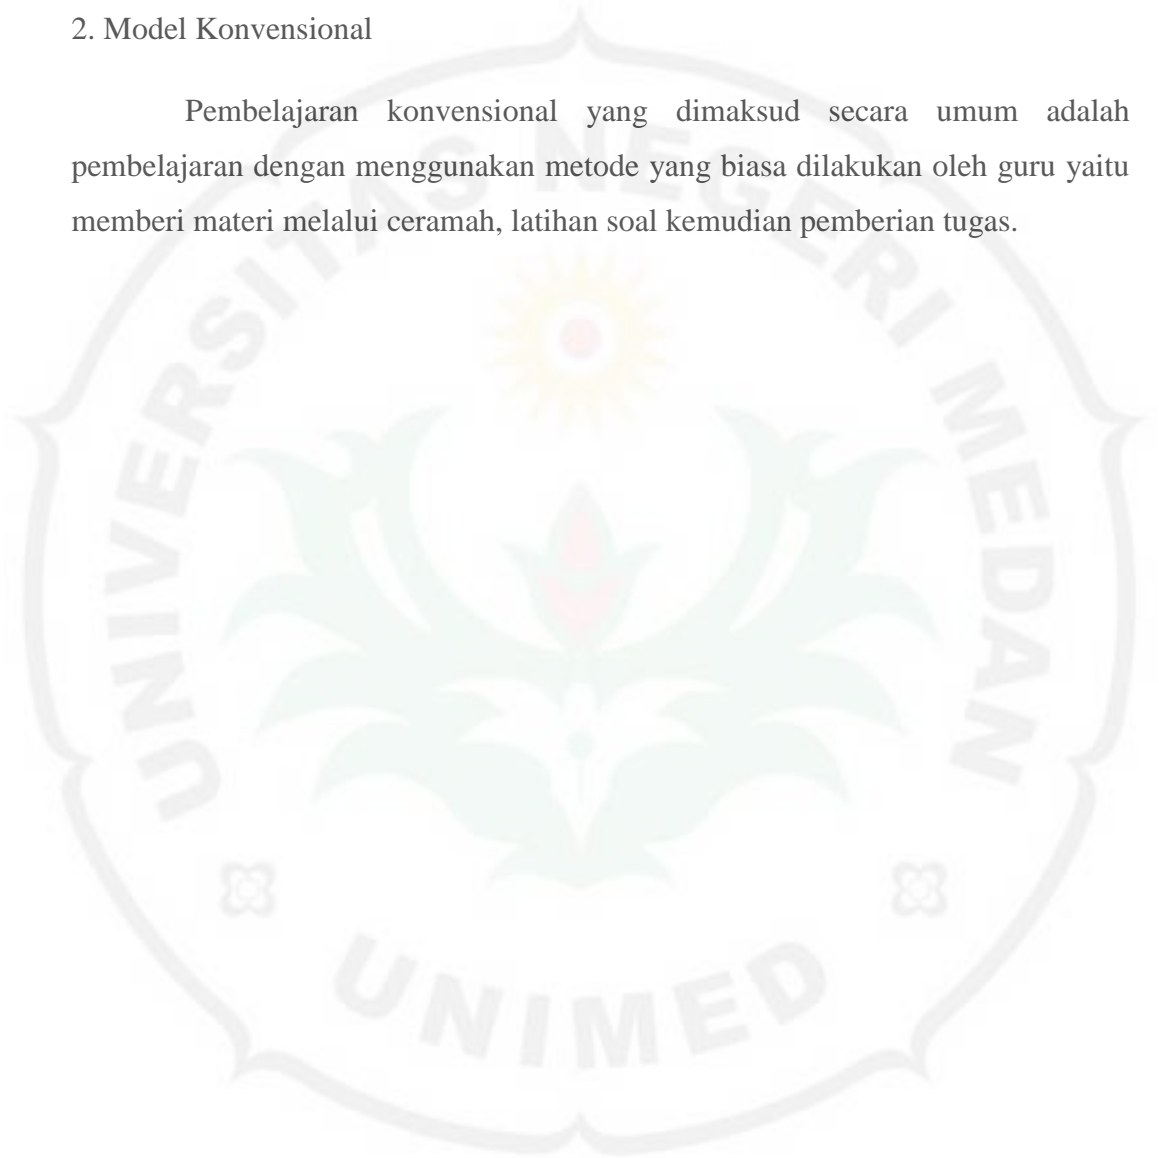 2. Model Konvensional
Pembelajaran konvensional yang dimaksud secara umum adalah
pembelajaran dengan menggunakan metode yang biasa dilakukan oleh guru yaitu
memberi materi melalui ceramah, latihan soal kemudian pemberian tugas.
UNIVERSITAS NEGERI MEDAN
UNIMED